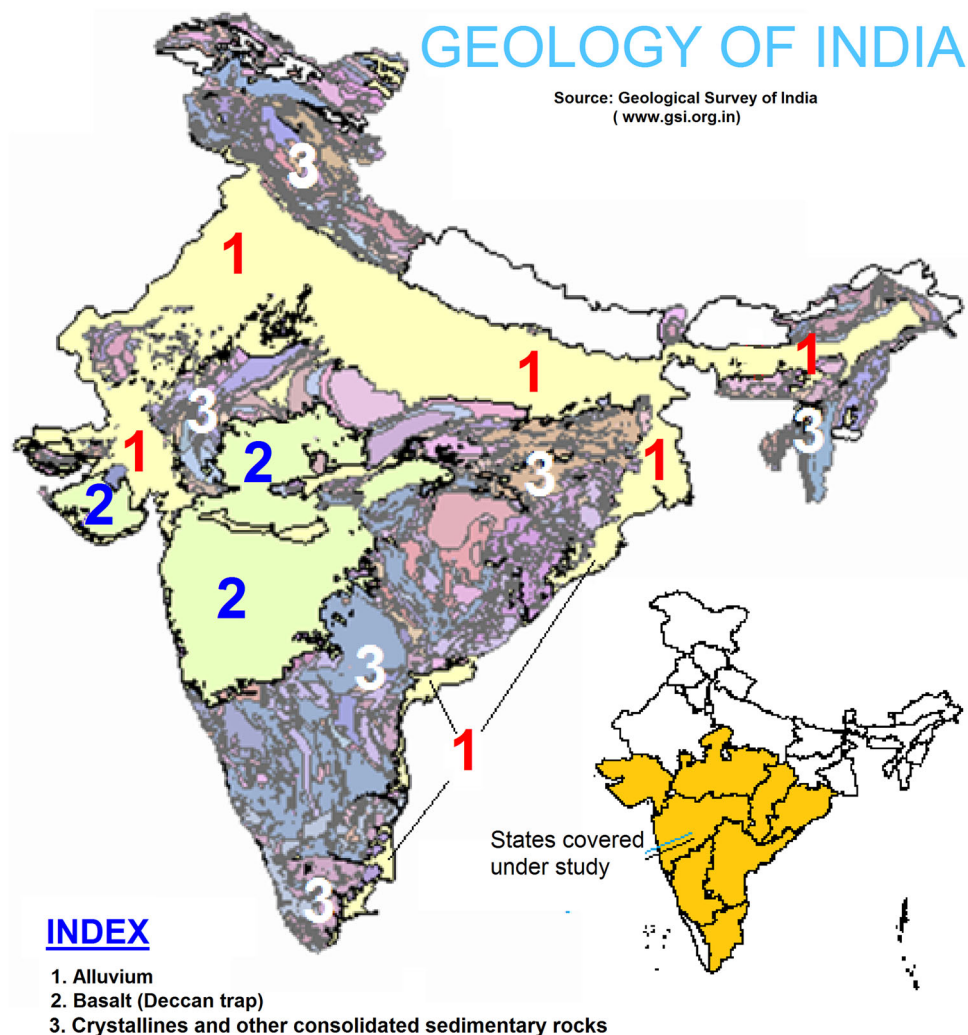 GEOLOGY OF INDIA
Source: Geological Survey of India
( www.gsi.org.in)
3
1
1
1
3
3
1
2
3
1
2
2
3
1
States covered
under study
3
INDEX
1. Alluvium
2. Basalt (Deccan trap)
3. Crystallines and other consolidated sedimentary rocks